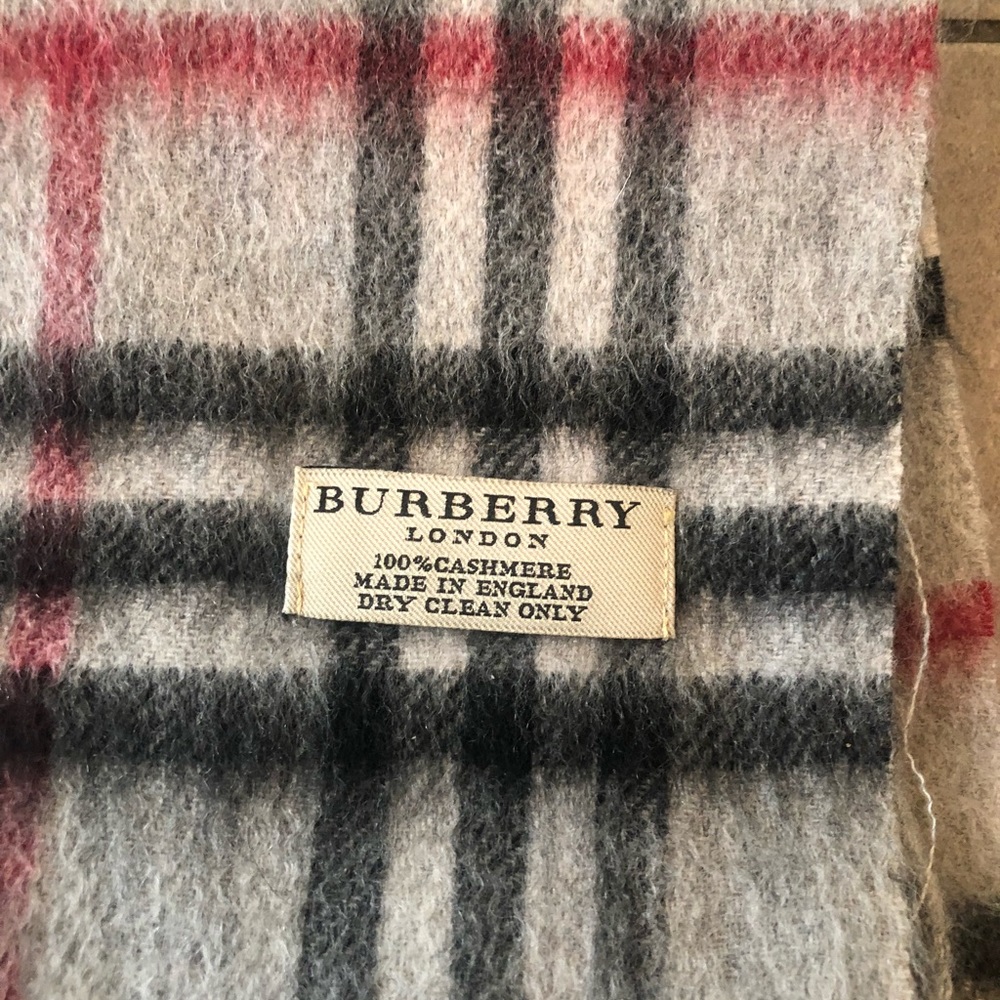 BURBERRY
LONDON
100%CASHMERE
MADE IN ENGLAND
DRY CLEAN ONLY